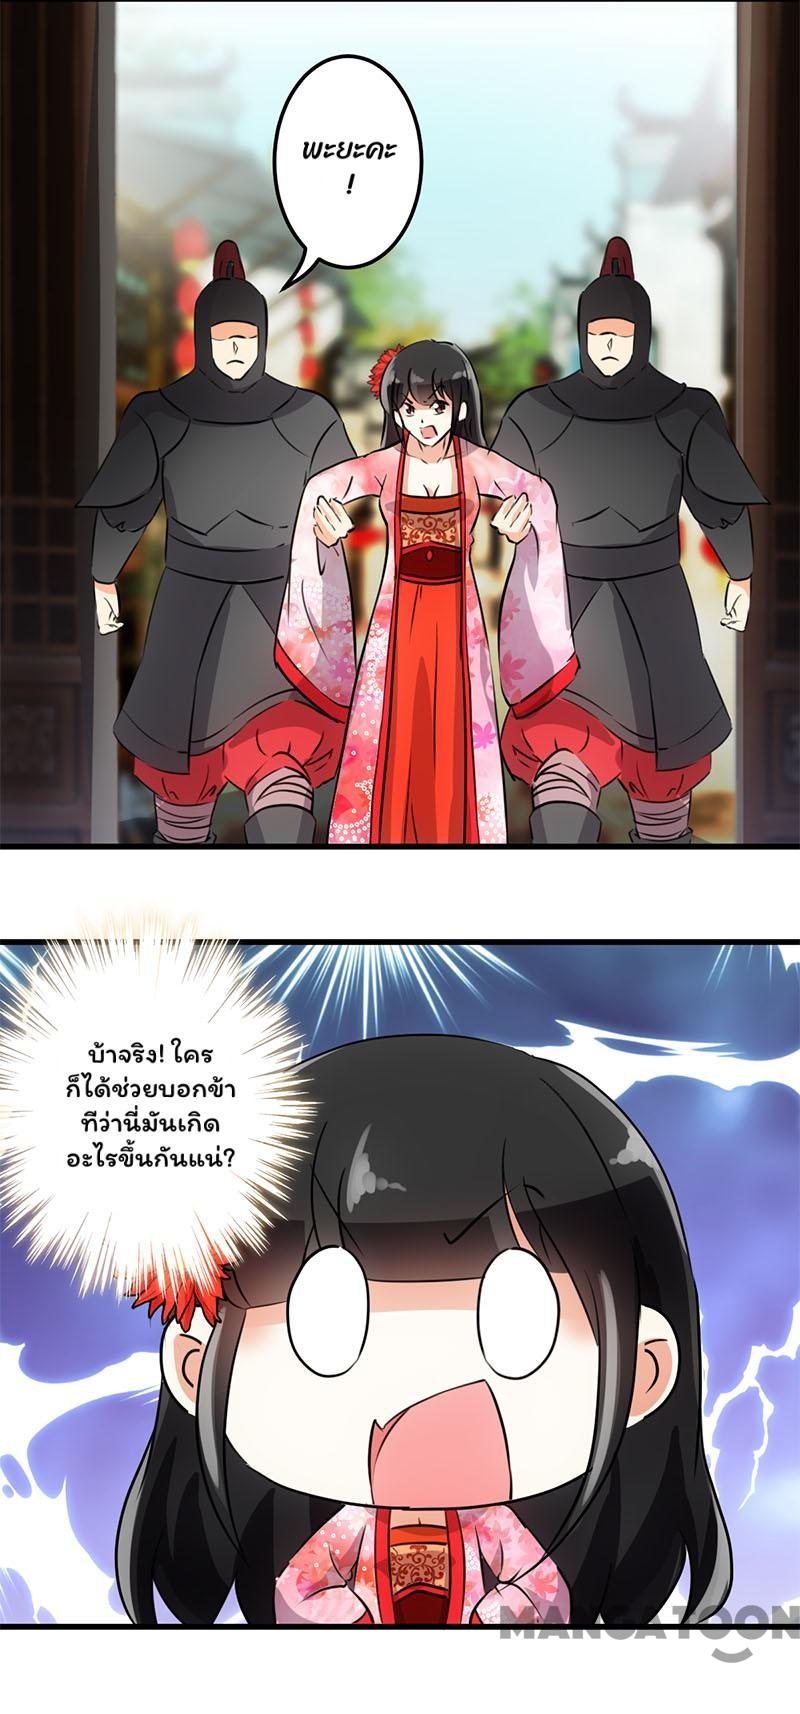 พะยะคะ
!
บ้าจริง! ใคร
ก็ได้ช่วยบอกข้า
ทีว่านี่มันเกิด
อะไรขึ้นกันแน่?
MANGATOON